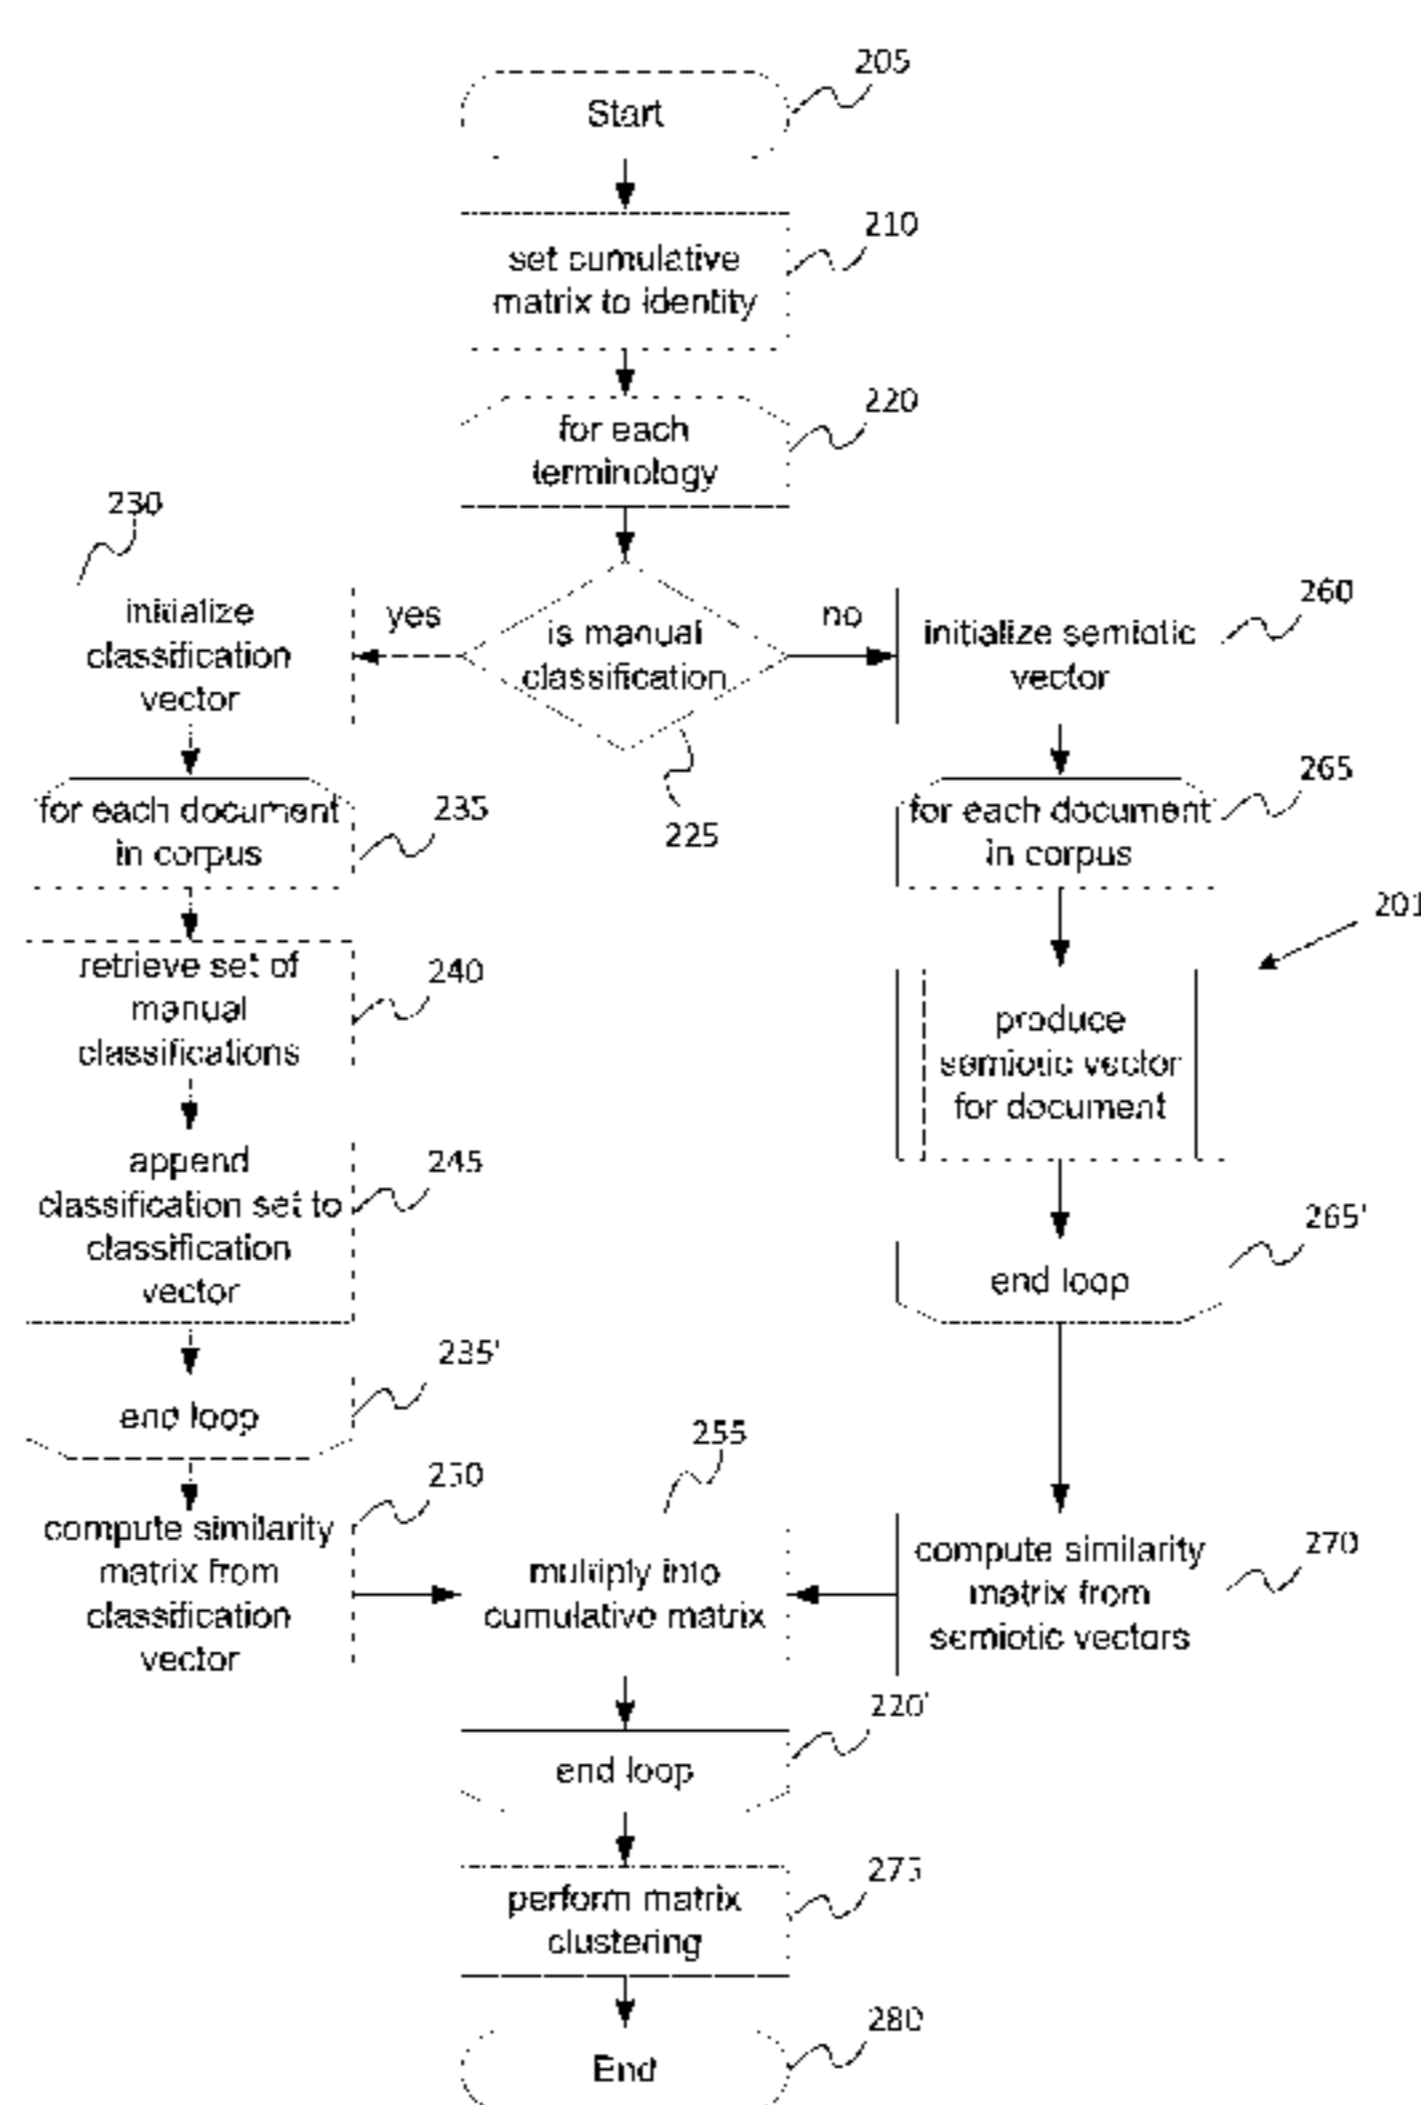 205
Start
210
set cumulative
matrix to identity
220
for each
terminology
230
initialize
classification
vector
yes
is manual
classification
225
no
260
initialize semiotic
vector
for each document
in corpus
235
265
for each document
in corpus
201
retrieve set of
manual
classifications
240
produce
semiotic vector
for document
append
classification set to
classification
vector
245
265'
end loop
235'
end loop
250
compute similarity
matrix from
classification
vector
255
multiply into
cumulative matrix
270
compute similarity
matrix from
semiotic vectors
220'
end loop
275
perform matrix
clustering
280
End